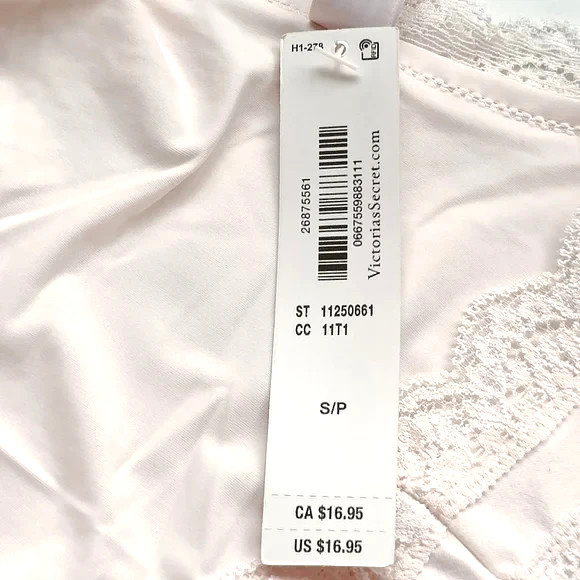 H1-278
26875561
0667559883111
VictoriasSecret.com
ST 11250661
CC 11T1
S/P
CA $16.95
US $16.95